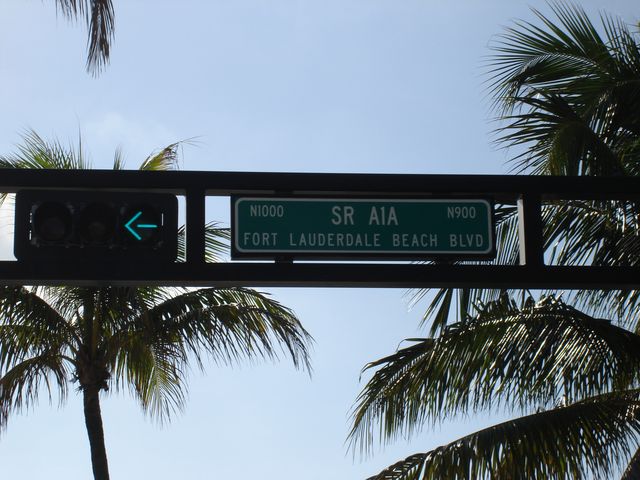 N1000 SR A1A N900
FORT LAUDERDALE BEACH BLVD